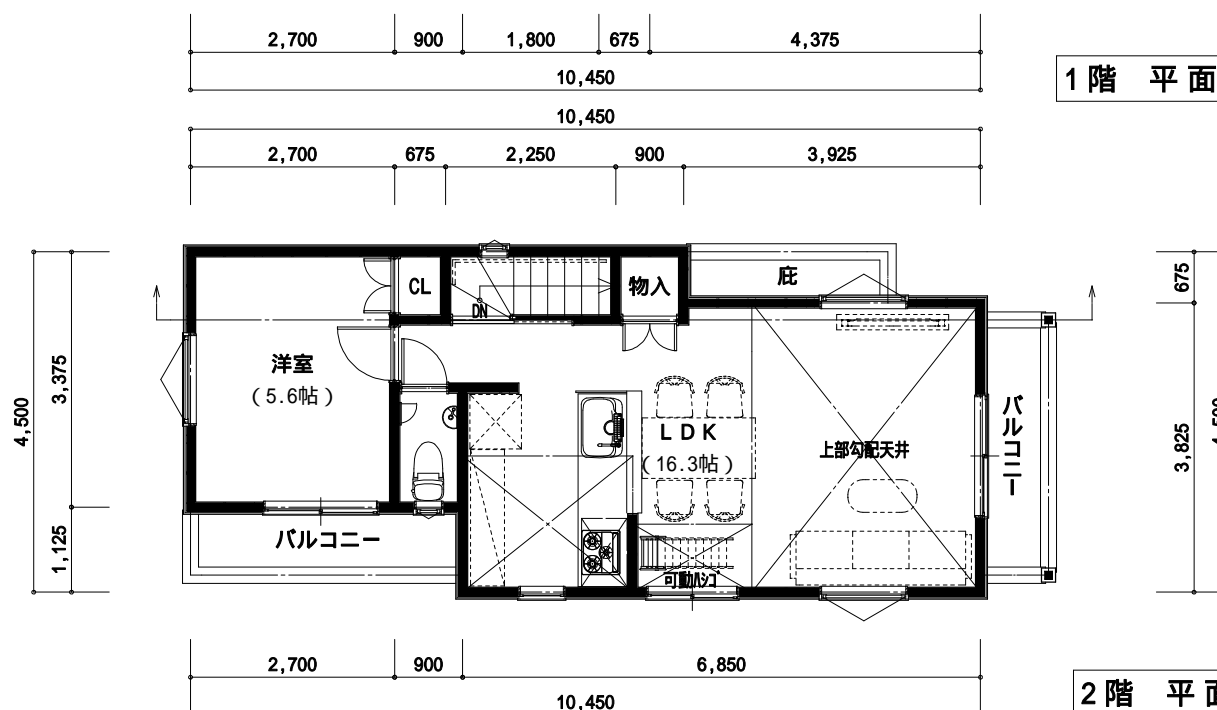 2,700 900 1,800 675 4,375
10,450
1階 平面
10,450
2,700 675 2,250 900 3,925
CL
物入
庇
DN
675
洋室
(5.6帖)
3,375
4,500
LDK
(16.3帖)
上部勾配天井
バルコニー
3,825
バルコニー
1,125
可動ハシゴ
2,700 900 6,850
10,450
2階 平面